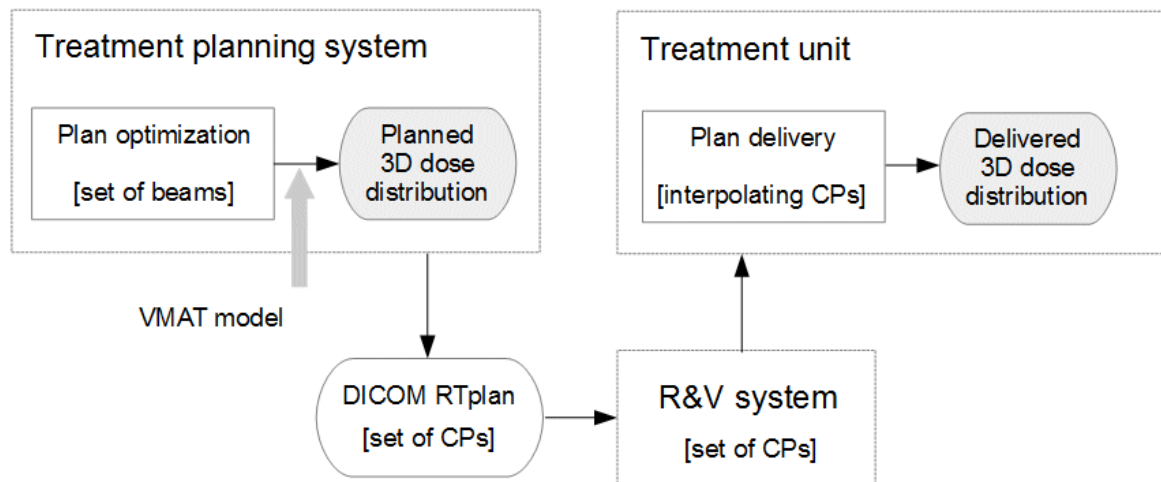 Treatment planning system
Plan optimization
[set of beams]
Planned
3D dose
distribution
VMAT model
DICOM RTplan
[set of CPs]
R&V system
[set of CPs]
Treatment unit
Plan delivery
[interpolating CPs]
Delivered
3D dose
distribution